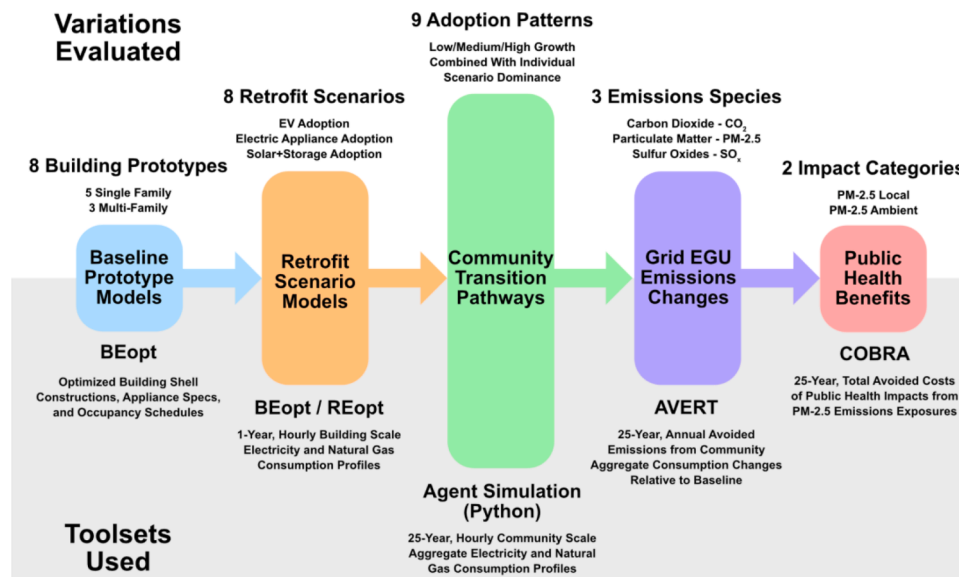 Variations
Evaluated
9 Adoption Patterns
Low/Medium/High Growth
Combined With Individual
Scenario Dominance
8 Retrofit Scenarios
EV Adoption
Electric Appliance Adoption
Solar+Storage Adoption
3 Emissions Species
Carbon Dioxide - CO₂
Particulate Matter - PM-2.5
Sulfur Oxides - SOₓ
8 Building Prototypes
5 Single Family
3 Multi-Family
2 Impact Categories
PM-2.5 Local
PM-2.5 Ambient
Baseline
Prototype
Models
Retrofit
Scenario
Models
Community
Transition
Pathways
Grid EGU
Emissions
Changes
Public
Health
Benefits
BEopt
Optimized Building Shell
Constructions, Appliance Specs,
and Occupancy Schedules
BEopt / REopt
1-Year, Hourly Building Scale
Electricity and Natural Gas
Consumption Profiles
Agent Simulation
(Python)
25-Year, Hourly Community Scale
Aggregate Electricity and Natural
Gas Consumption Profiles
AVERT
25-Year, Annual Avoided
Emissions from Community
Aggregate Consumption Changes
Relative to Baseline
COBRA
25-Year, Total Avoided Costs
of Public Health Impacts from
PM-2.5 Emissions Exposures
Toolsets
Used